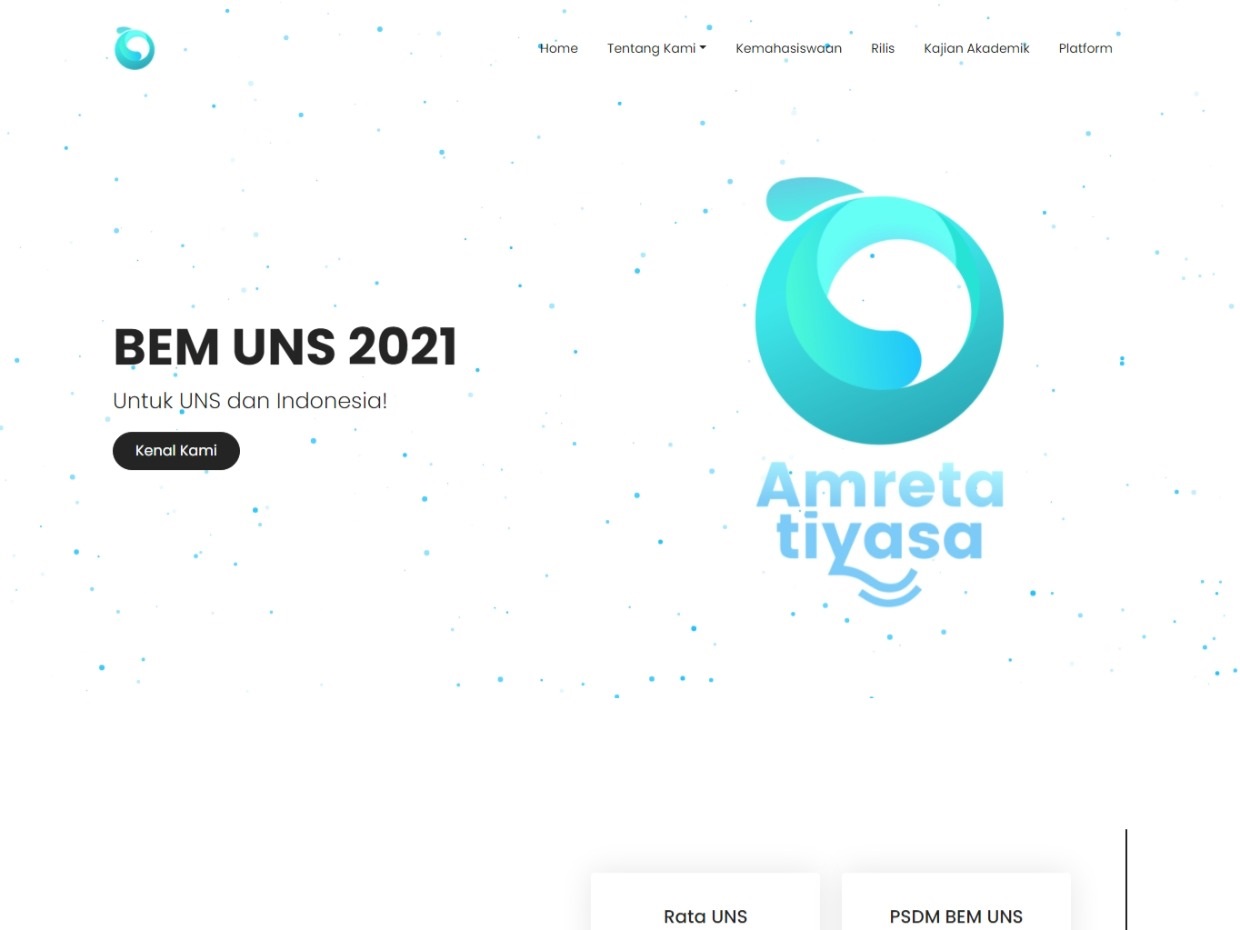 Home
Tentang Kami
Kemahasiswaan
Rilis
Kajian Akademik
Platform
BEM UNS 2021
Untuk UNS dan Indonesia!
Kenal Kami
Amreta
tiyasa
Rata UNS
PSDM BEM UNS